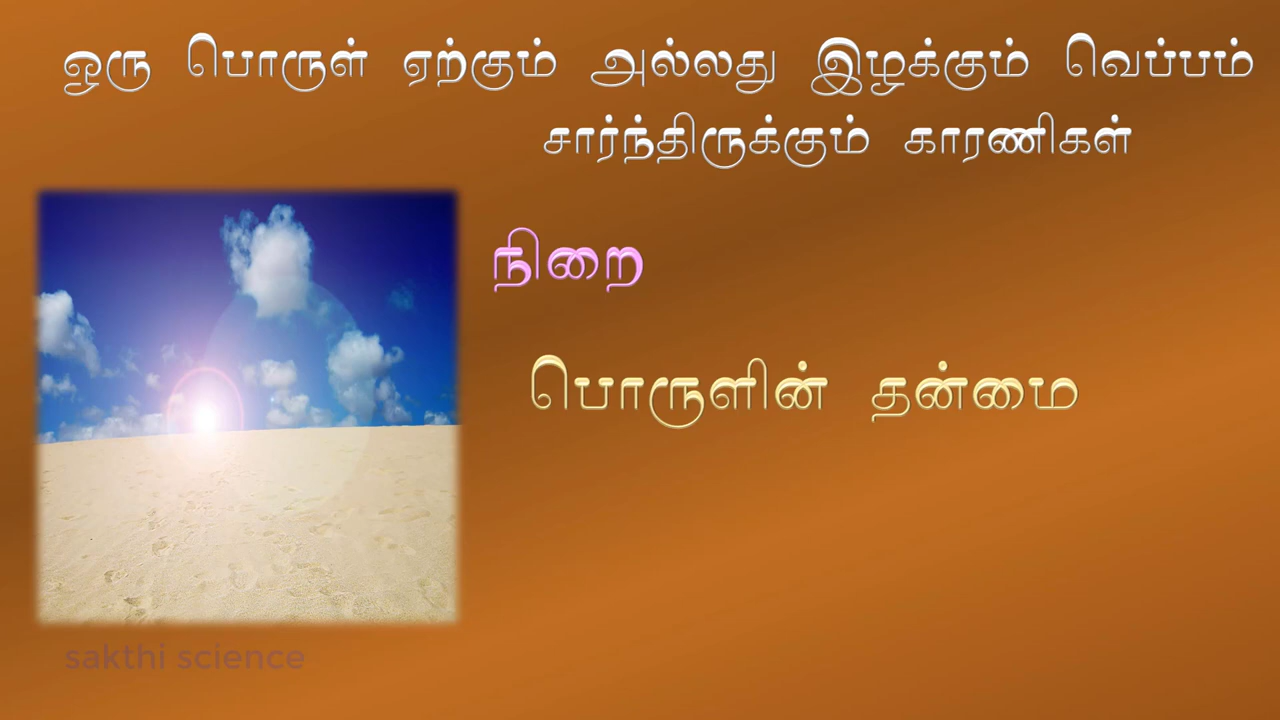 ஒரு பொருள் ஏற்கும் அல்லது இழக்கும் வெப்பம்
சார்ந்திருக்கும் காரணிகள்
நிறை
பொருளின் தன்மை
sakthi science